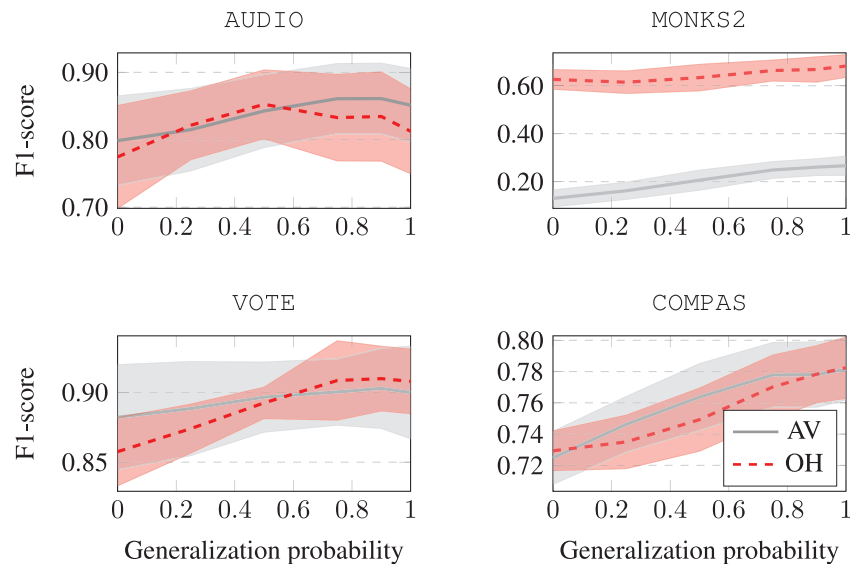 AUDIO
MONKS2
F1-score
0.90
0.80
0.70
0 0.2 0.4 0.6 0.8 1
0.60
0.40
0.20
0 0.2 0.4 0.6 0.8 1
VOTE
COMPAS
F1-score
0.90
0.85
0 0.2 0.4 0.6 0.8 1
Generalization probability
0.80
0.78
0.76
0.74
0.72
0 0.2 0.4 0.6 0.8 1
Generalization probability
AV
OH